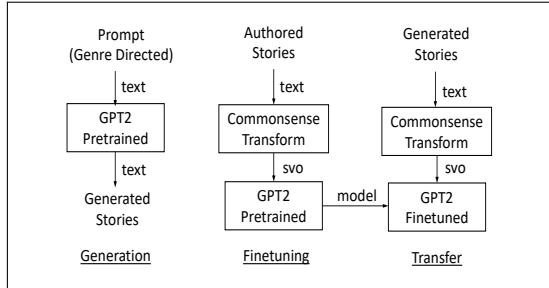 Prompt
(Genre Directed)
text
GPT2
Pretrained
text
Generated
Stories
Generation
Authored
Stories
text
Commonsense
Transform
svo
GPT2
Pretrained
model
Finetuning
Generated
Stories
text
Commonsense
Transform
svo
GPT2
Finetuned
Transfer